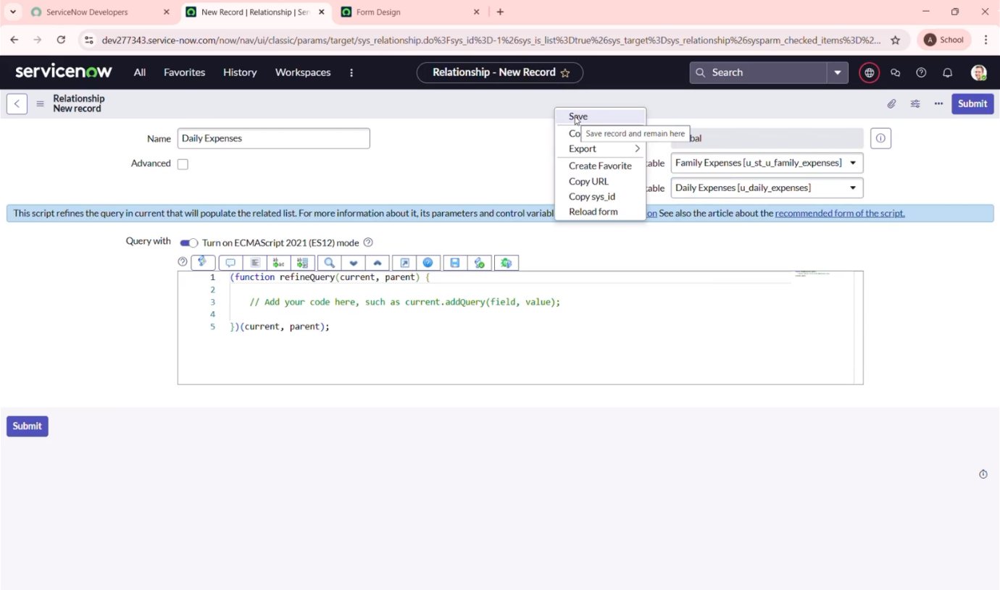 ServiceNow Developers
New Record | Relationship | Ser
Form Design
dev277343.service-now.com/now/nav/ui/classic/params/target/sys_relationship.do%3Fsys_id%3D-1%26sys_is_list%3Dtrue%26sys_target%3Dsys_relationship%26sysparm_checked_items%3D%2...
A School
servicenow All Favorites History Workspaces
Relationship - New Record
Search
Relationship
New record
Submit
Name Daily Expenses
Advanced
Save
Save record and remain here
Co
Export
Create Favorite
Copy URL
Copy sys_id
Reload form
bal
able Family Expenses [u_st_u_family_expenses]
able Daily Expenses [u_daily_expenses]
This script refines the query in current that will populate the related list. For more information about it, its parameters and control variabl on See also the article about the recommended form of the script.
Query with Turn on ECMAScript 2021 (ES12) mode
1 (function refineQuery(current, parent) {
2
3 // Add your code here, such as current.addQuery(field, value);
4
5 })(current, parent);
Submit